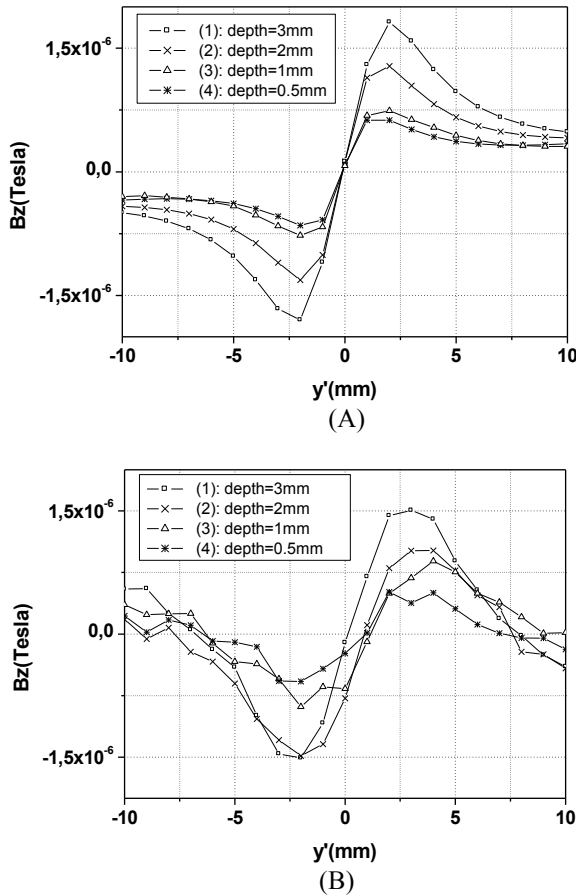 (1): depth=3mm
(2): depth=2mm
(3): depth=1mm
(4): depth=0.5mm
1,5x10⁻⁶
0,0
-1,5x10⁻⁶
Bz(Tesla)
-10 -5 0 5 10
y'(mm)
(A)
(1): depth=3mm
(2): depth=2mm
(3): depth=1mm
(4): depth=0.5mm
1,5x10⁻⁶
0,0
-1,5x10⁻⁶
Bz(Tesla)
-10 -5 0 5 10
y'(mm)
(B)